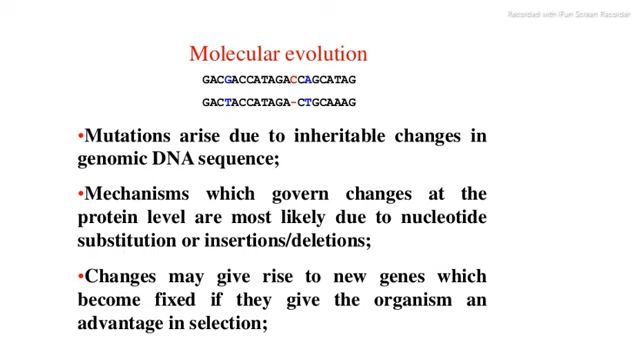 Recorded with iFun Screen Recorder
Molecular evolution
GACGACCATAGACCAGCATAG
GACTACCATAGA-CTGCAAAG
•Mutations arise due to inheritable changes in
genomic DNA sequence;
•Mechanisms which govern changes at the
protein level are most likely due to nucleotide
substitution or insertions/deletions;
•Changes may give rise to new genes which
become fixed if they give the organism an
advantage in selection;